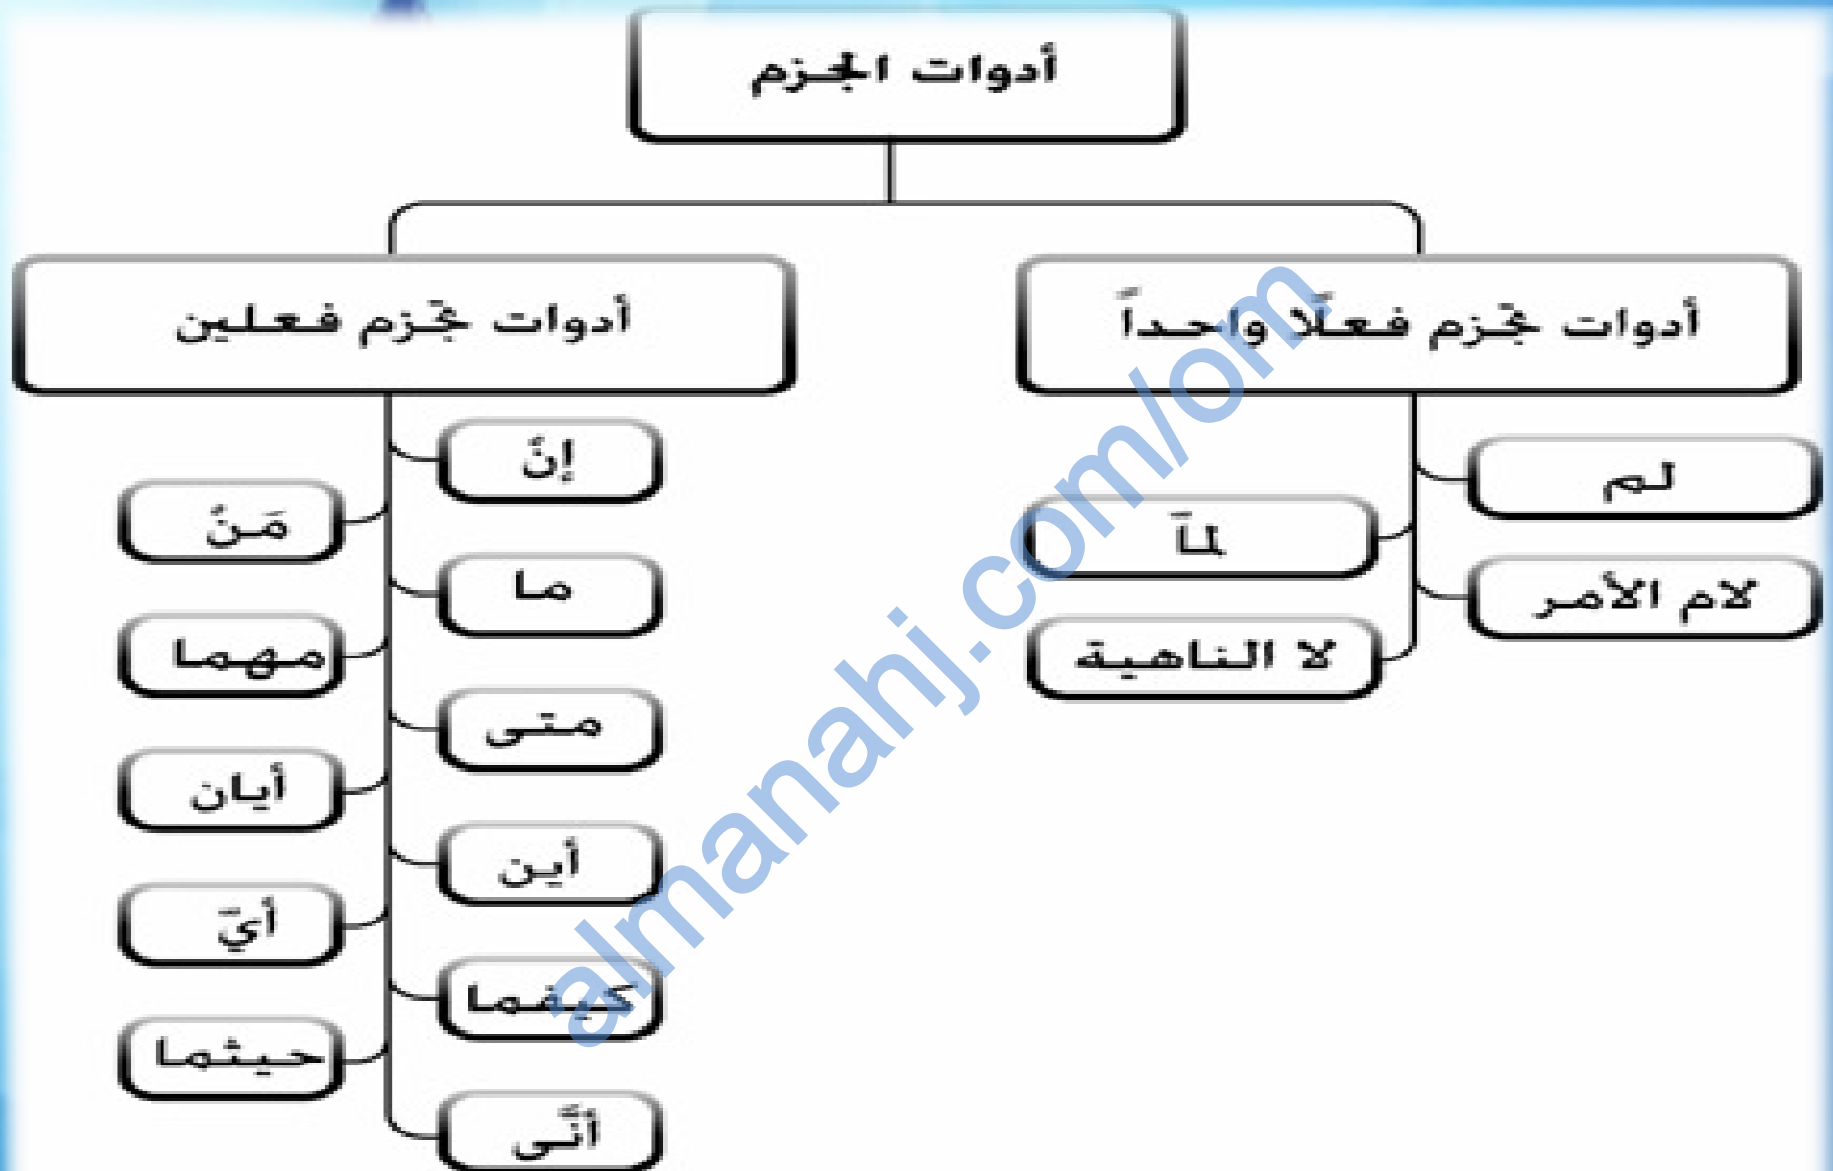 أدوات الجزم
أدوات تجزم فعلًا واحداً
لم
لمّا
لام الأمر
لا الناهية
أدوات تجزم فعلين
إنْ
مَنْ
ما
مهما
متى
أيان
أين
أيّ
كيفما
حيثما
أنَّى
almanahj.com/om